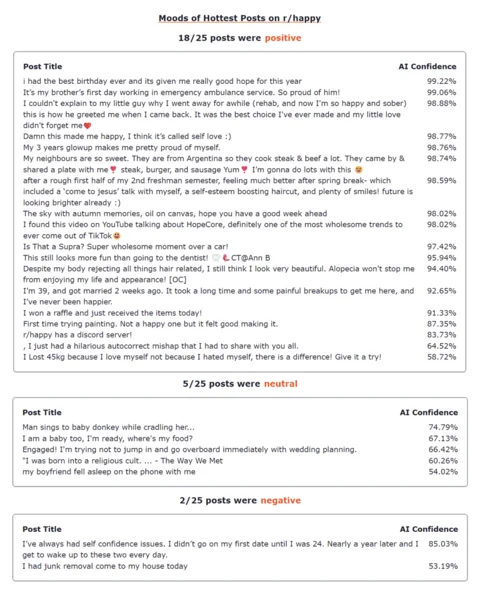 Moods of Hottest Posts on r/happy
18/25 posts were positive
Post Title AI Confidence
i had the best birthday ever and its given me really good hope for this year 99.22%
It's my brother's first day working in emergency ambulance service. So proud of him! 99.06%
I couldn't explain to my little guy why I went away for awhile (rehab, and now I'm so happy and sober) 98.88%
this is how he greeted me when I came back. It was the best choice I've ever made and my little love
didn't forget me❤️
Damn this made me happy, I think it's called self love :) 98.77%
My 3 years glowup makes me pretty proud of myself. 98.76%
My neighbours are so sweet. They are from Argentina so they cook steak & beef a lot. They came by & 98.74%
shared a plate with me❣️ steak, burger, and sausage Yum❣️ I'm gonna do lots with this 😋
after a rough first half of my 2nd freshman semester, feeling much better after spring break- which 98.59%
included a 'come to jesus' talk with myself, a self-esteem boosting haircut, and plenty of smiles! future is
looking brighter already :)
The sky with autumn memories, oil on canvas, hope you have a good week ahead 98.02%
I found this video on YouTube talking about HopeCore, definitely one of the most wholesome trends to 98.02%
ever come out of TikTok😃
Is That a Supra? Super wholesome moment over a car! 97.42%
This still looks more fun than going to the dentist! 🦷💪CT@Ann B 95.94%
Despite my body rejecting all things hair related, I still think I look very beautiful. Alopecia won't stop me 94.40%
from enjoying my life and appearance! [OC]
I'm 39, and got married 2 weeks ago. It took a long time and some painful breakups to get me here, and 92.65%
I've never been happier.
I won a raffle and just received the items today! 91.33%
First time trying painting. Not a happy one but it felt good making it. 87.35%
r/happy has a discord server! 83.73%
, I just had a hilarious autocorrect mishap that I had to share with you all. 64.52%
I Lost 45kg because I love myself not because I hated myself, there is a difference! Give it a try! 58.72%
5/25 posts were neutral
Post Title AI Confidence
Man sings to baby donkey while cradling her... 74.79%
I am a baby too, I'm ready, where's my food? 67.13%
Engaged! I'm trying not to jump in and go overboard immediately with wedding planning. 66.42%
"I was born into a religious cult. ... - The Way We Met 60.26%
my boyfriend fell asleep on the phone with me 54.02%
2/25 posts were negative
Post Title AI Confidence
I've always had self confidence issues. I didn't go on my first date until I was 24. Nearly a year later and I 85.03%
get to wake up to these two every day.
I had junk removal come to my house today 53.19%